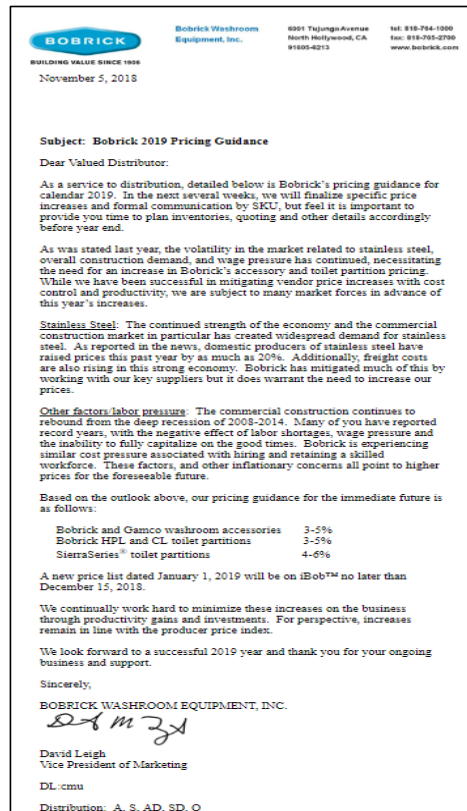 BOBRICK
BUILDING VALUE SINCE 1906
Bobrick Washroom
Equipment, Inc.
6901 Tujunga Avenue
North Hollywood, CA
91605-6213
tel: 818-764-1000
fax: 818-765-2700
www.bobrick.com
November 5, 2018
Subject: Bobrick 2019 Pricing Guidance
Dear Valued Distributor:
As a service to distribution, detailed below is Bobrick's pricing guidance for
calendar 2019. In the next several weeks, we will finalize specific price
increases and formal communication by SKU, but feel it is important to
provide you time to plan inventories, quoting and other details accordingly
before year end.
As was stated last year, the volatility in the market related to stainless steel,
overall construction demand, and wage pressure has continued, necessitating
the need for an increase in Bobrick's accessory and toilet partition pricing.
While we have been successful in mitigating vendor price increases with cost
control and productivity, we are subject to many market forces in advance of
this year's increases.
Stainless Steel: The continued strength of the economy and the commercial
construction market in particular has created widespread demand for stainless
steel. As reported in the news, domestic producers of stainless steel have
raised prices this past year by as much as 20%. Additionally, freight costs
are also rising in this strong economy. Bobrick has mitigated much of this by
working with our key suppliers but it does warrant the need to increase our
prices.
Other factors/labor pressure: The commercial construction continues to
rebound from the deep recession of 2008-2014. Many of you have reported
record years, with the negative effect of labor shortages, wage pressure and
the inability to fully capitalize on the good times. Bobrick is experiencing
similar cost pressure associated with hiring and retaining a skilled
workforce. These factors, and other inflationary concerns all point to higher
prices for the foreseeable future.
Based on the outlook above, our pricing guidance for the immediate future is
as follows:
Bobrick and Gamco washroom accessories 3-5%
Bobrick HPL and CL toilet partitions 3-5%
SierraSeries® toilet partitions 4-6%
A new price list dated January 1, 2019 will be on iBob™ no later than
December 15, 2018.
We continually work hard to minimize these increases on the business
through productivity gains and investments. For perspective, increases
remain in line with the producer price index.
We look forward to a successful 2019 year and thank you for your ongoing
business and support.
Sincerely,
BOBRICK WASHROOM EQUIPMENT, INC.
David Leigh
Vice President of Marketing
DL:cmu
Distribution: A, S, AD, SD, O